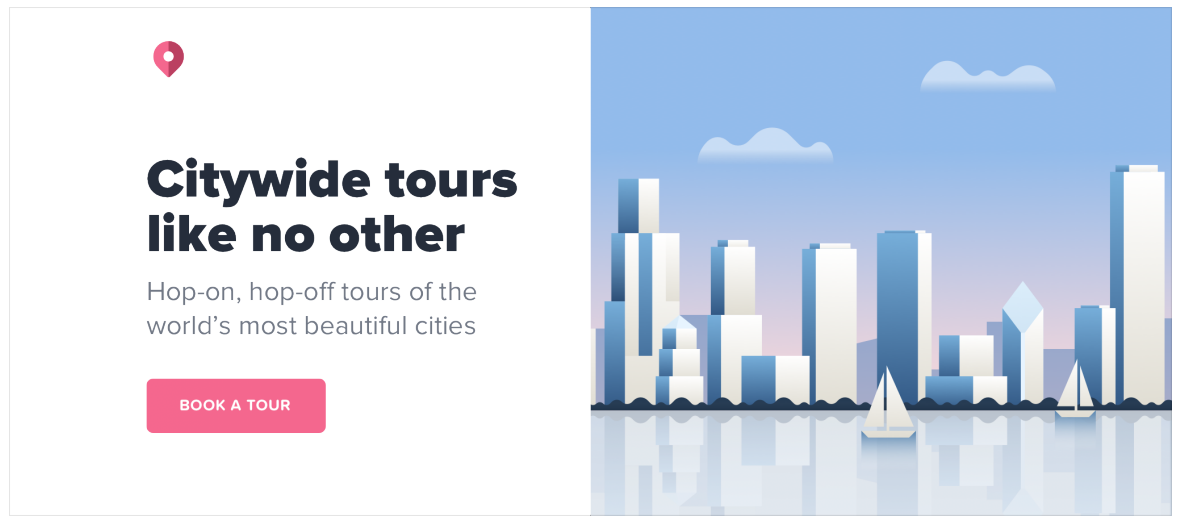 Citywide tours
like no other
Hop-on, hop-off tours of the
world’s most beautiful cities
BOOK A TOUR